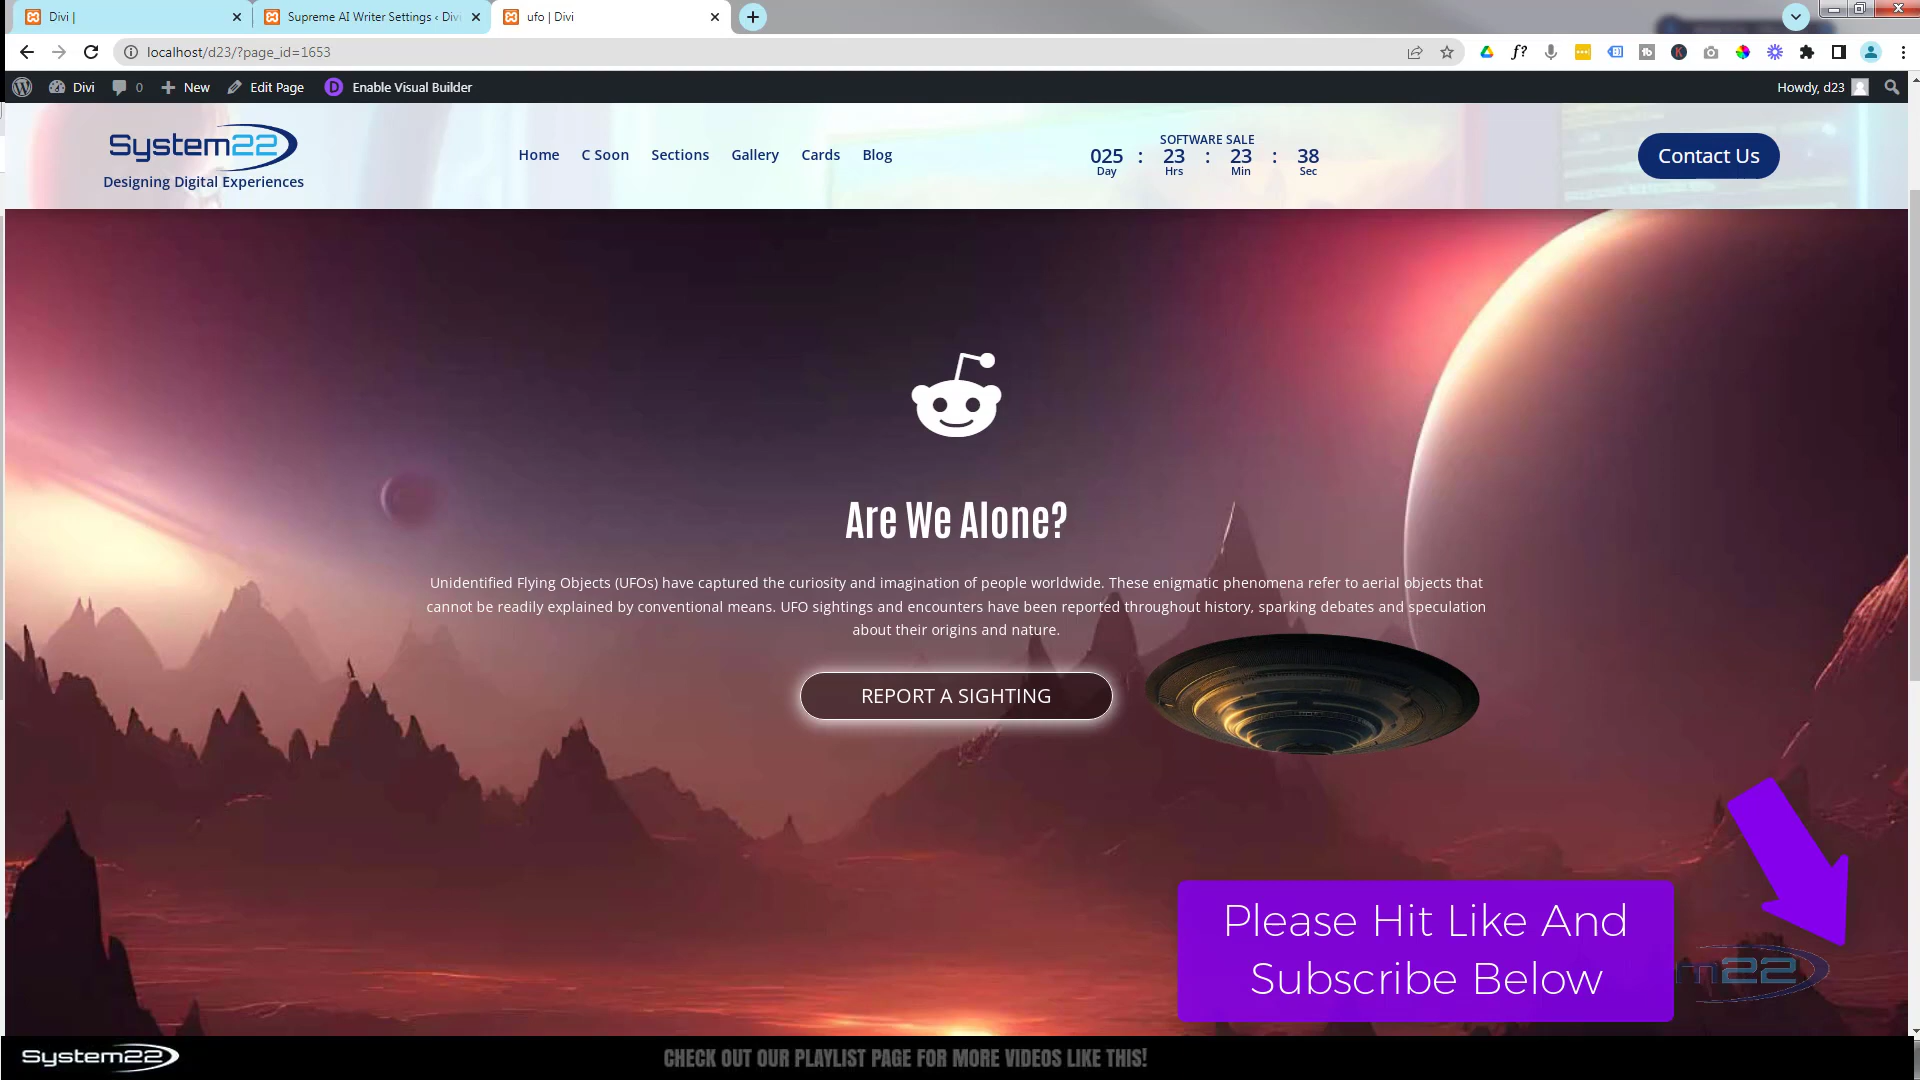 Divi |
Supreme AI Writer Settings ‹ Divi
ufo | Divi
localhost/d23/?page_id=1653
Divi
0
New
Edit Page
D
Enable Visual Builder
Howdy, d23
System22
Designing Digital Experiences
Home
C Soon
Sections
Gallery
Cards
Blog
SOFTWARE SALE
025 : 23 : 23 : 38
Day Hrs Min Sec
Contact Us
Are We Alone?
Unidentified Flying Objects (UFOs) have captured the curiosity and imagination of people worldwide. These enigmatic phenomena refer to aerial objects that
cannot be readily explained by conventional means. UFO sightings and encounters have been reported throughout history, sparking debates and speculation
about their origins and nature.
REPORT A SIGHTING
Please Hit Like And
Subscribe Below
m22
System22
CHECK OUT OUR PLAYLIST PAGE FOR MORE VIDEOS LIKE THIS!